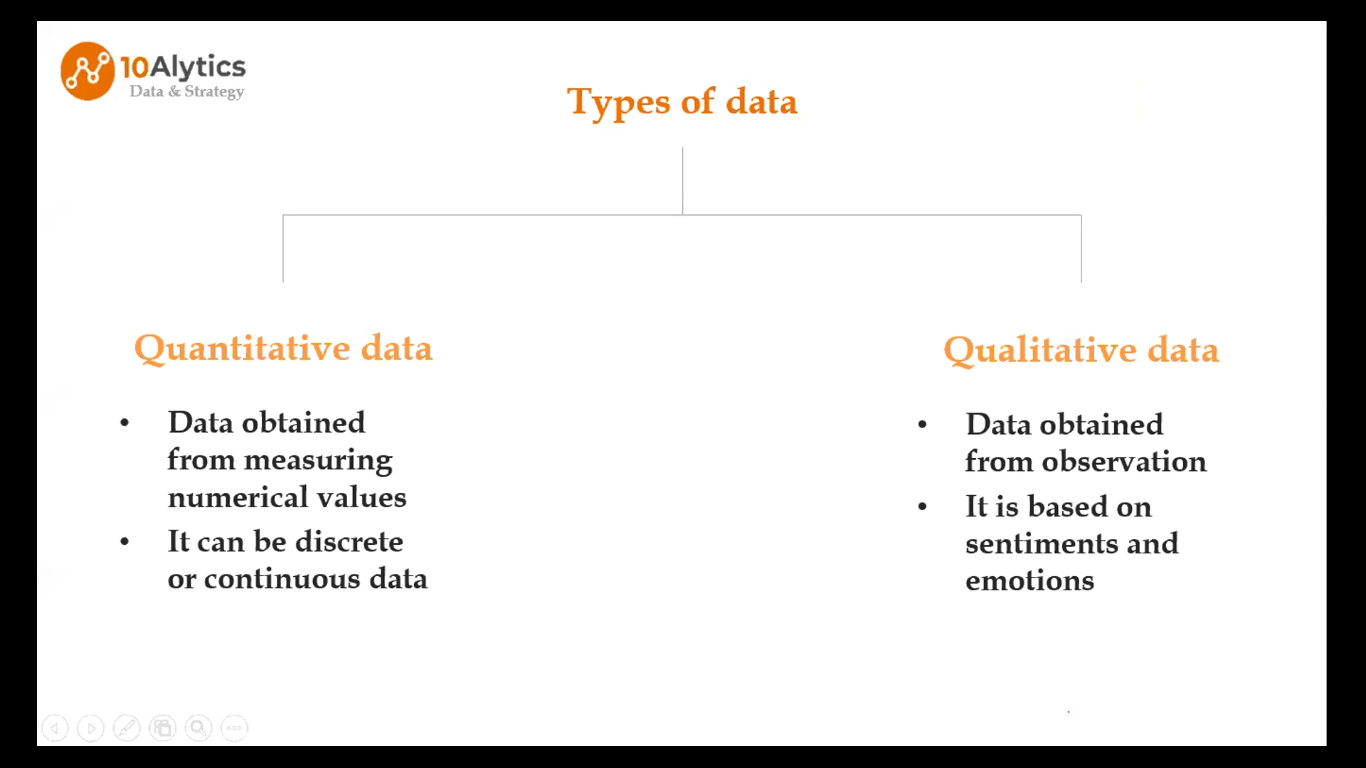 10Alytics
Data & Strategy
Types of data
Quantitative data
• Data obtained
from measuring
numerical values
• It can be discrete
or continuous data
Qualitative data
• Data obtained
from observation
• It is based on
sentiments and
emotions